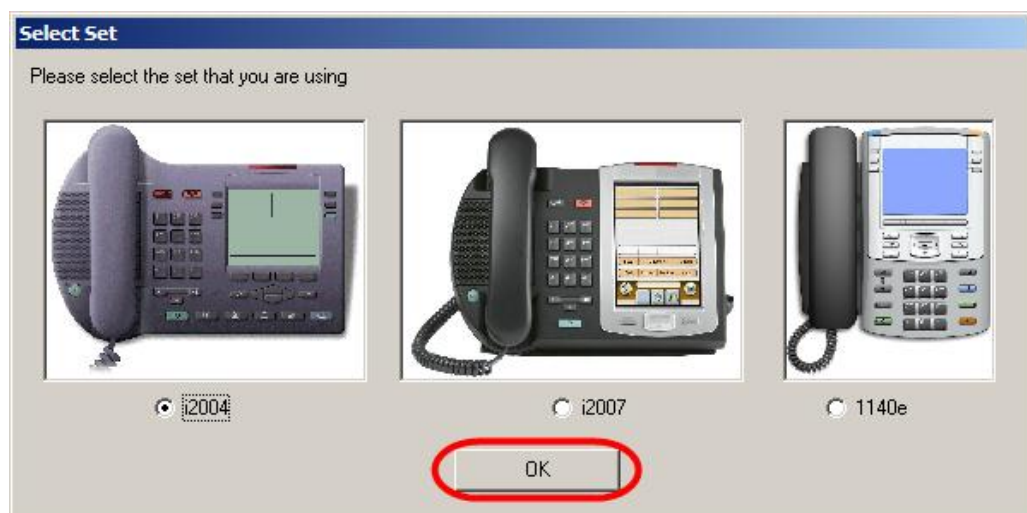 Select Set
Please select the set that you are using
i2004
i2007
1140e
OK